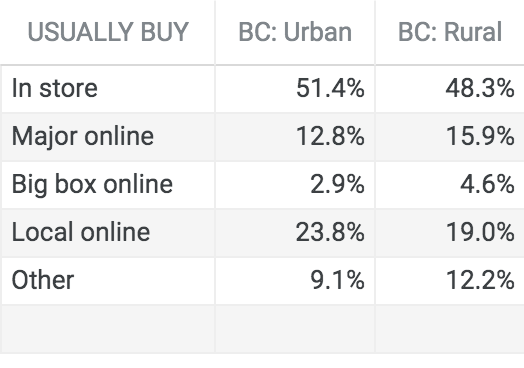 USUALLY BUY BC: Urban BC: Rural
In store 51.4% 48.3%
Major online 12.8% 15.9%
Big box online 2.9% 4.6%
Local online 23.8% 19.0%
Other 9.1% 12.2%